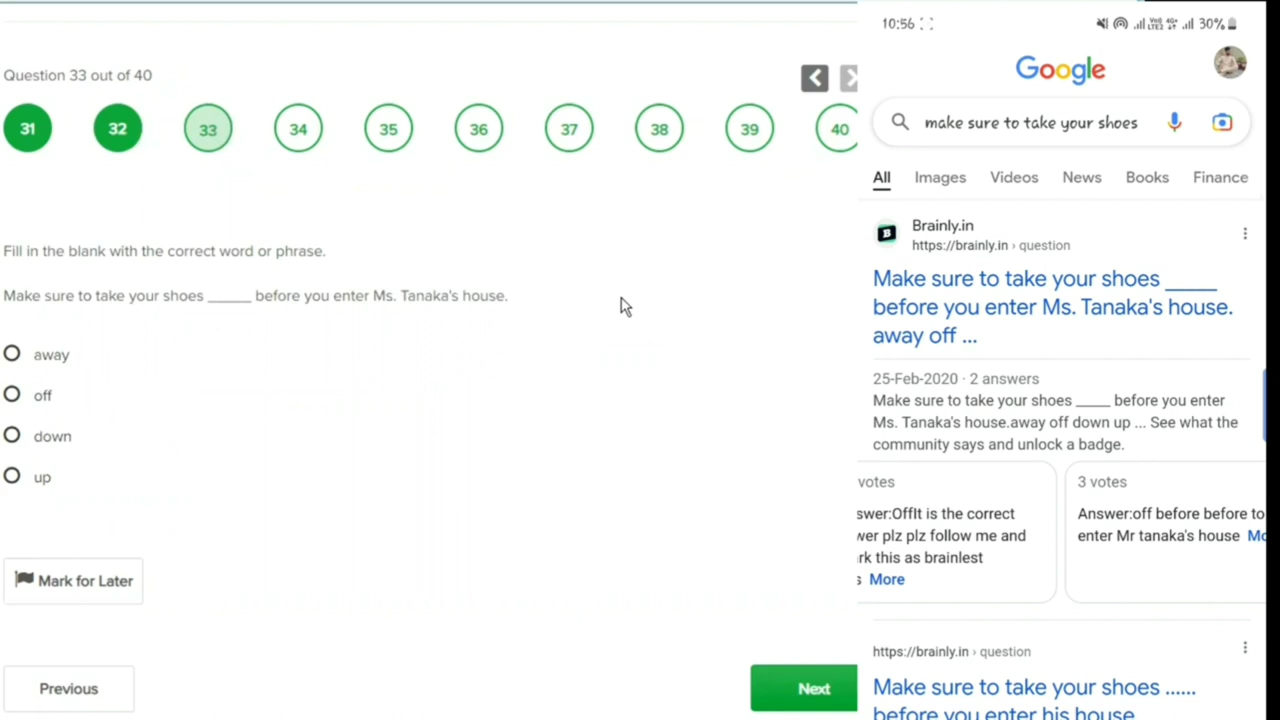 Question 33 out of 40
31 32 33 34 35 36 37 38 39 40
Fill in the blank with the correct word or phrase.
Make sure to take your shoes ______ before you enter Ms. Tanaka's house.
away
off
down
up
Mark for Later
Previous
Next
10:56
30%
Google
make sure to take your shoes
All Images Videos News Books Finance
Brainly.in
https://brainly.in › question
Make sure to take your shoes _____
before you enter Ms. Tanaka's house.
away off ...
25-Feb-2020 · 2 answers
Make sure to take your shoes _____ before you enter
Ms. Tanaka's house.away off down up ... See what the
community says and unlock a badge.
votes
swer:OffIt is the correct
wer plz plz follow me and
rk this as brainlest
s More
3 votes
Answer:off before before to
enter Mr tanaka's house Mo
https://brainly.in › question
Make sure to take your shoes ......
before you enter his house